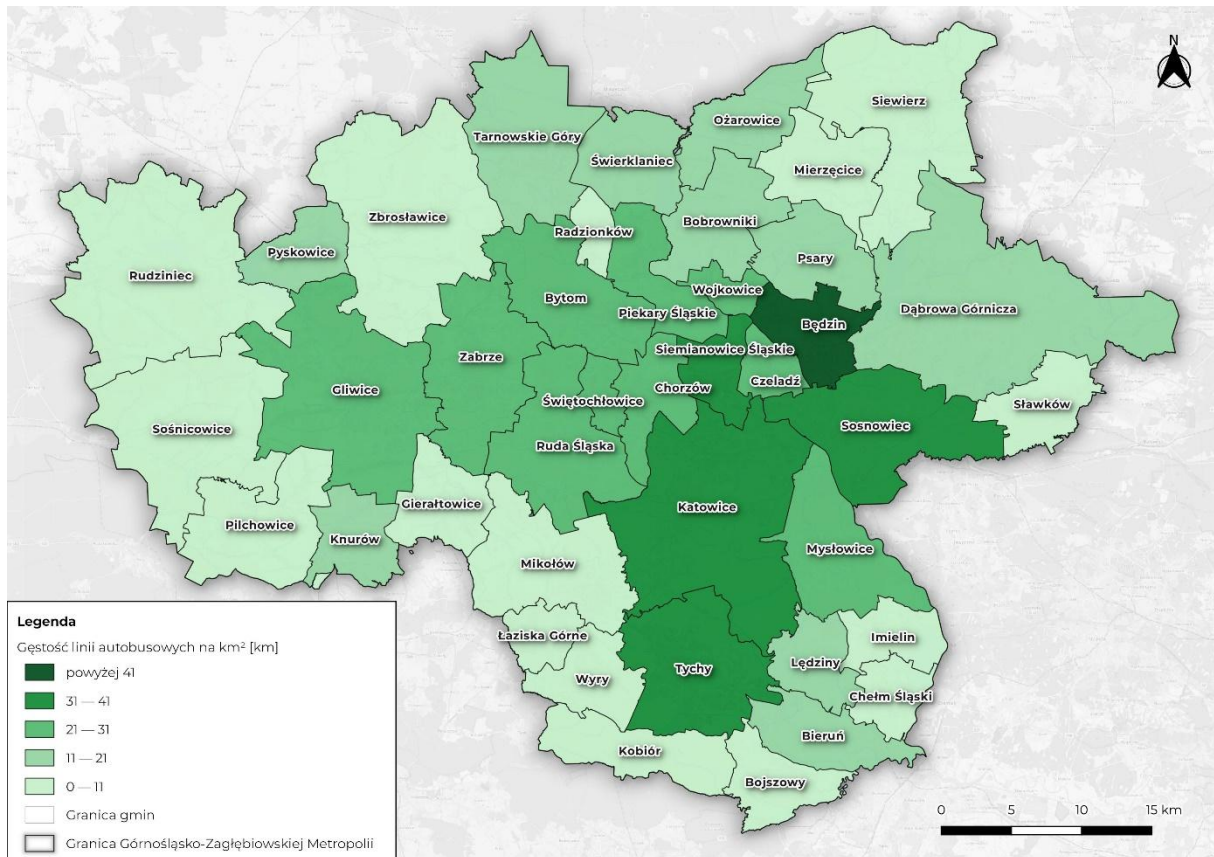 N
Siewierz
Ożarowice
Tarnowskie Góry
Świerklaniec
Mierzęcice
Zbrosławice
Bobrowniki
Radzionków
Pyskowice
Psary
Rudziniec
Wojkowice
Bytom
Dąbrowa Górnicza
Piekary Śląskie
Będzin
Siemianowice Śląskie
Zabrze
Czeladź
Gliwice
Chorzów
Świętochłowice
Sławków
Sośnicowice
Sosnowiec
Ruda Śląska
Gierałtowice
Katowice
Pilchowice
Knurów
Mysłowice
Mikołów
Łaziska Górne
Imielin
Lędziny
Tychy
Wyry
Chełm Śląski
Bieruń
Kobiór
Bojszowy
Legenda
Gęstość linii autobusowych na km² [km]
powyżej 41
31 — 41
21 — 31
11 — 21
0 — 11
Granica gmin
Granica Górnośląsko-Zagłębiowskiej Metropolii
0 5 10 15 km